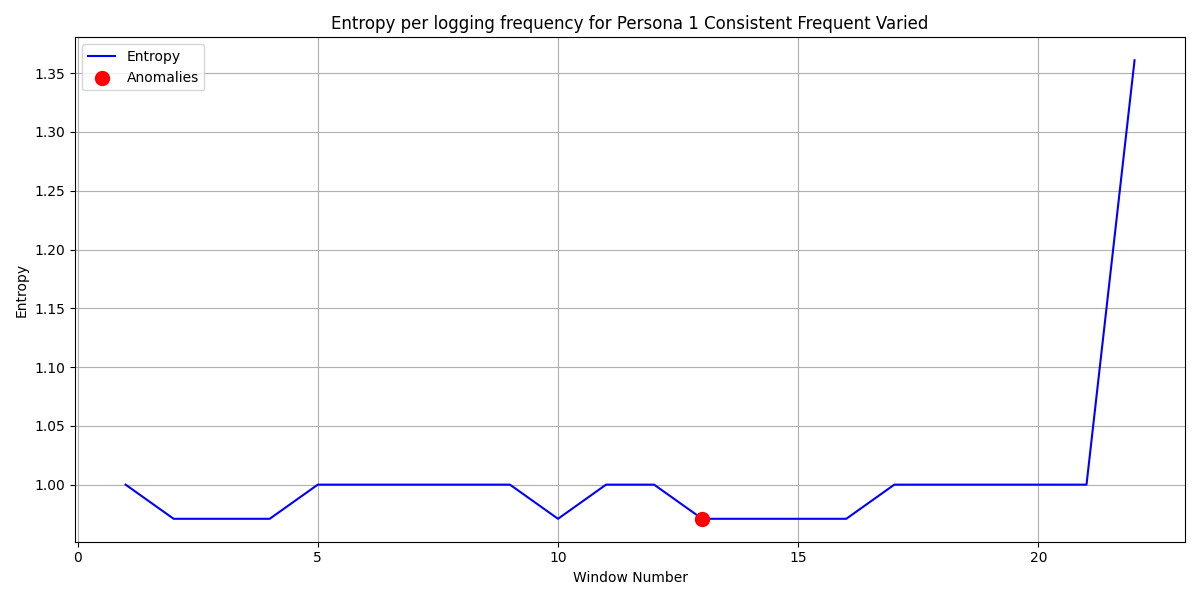 Entropy per logging frequency for Persona 1 Consistent Frequent Varied
Entropy
Anomalies
1.35
1.30
1.25
1.20
1.15
1.10
1.05
1.00
Entropy
0 5 10 15 20
Window Number